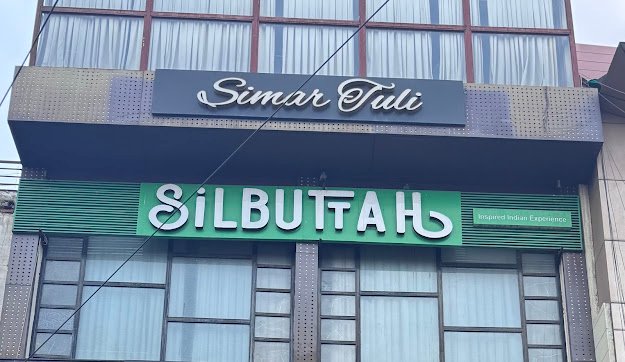 Simar Tuli
SiLBUTTAH
Inspired Indian Experience